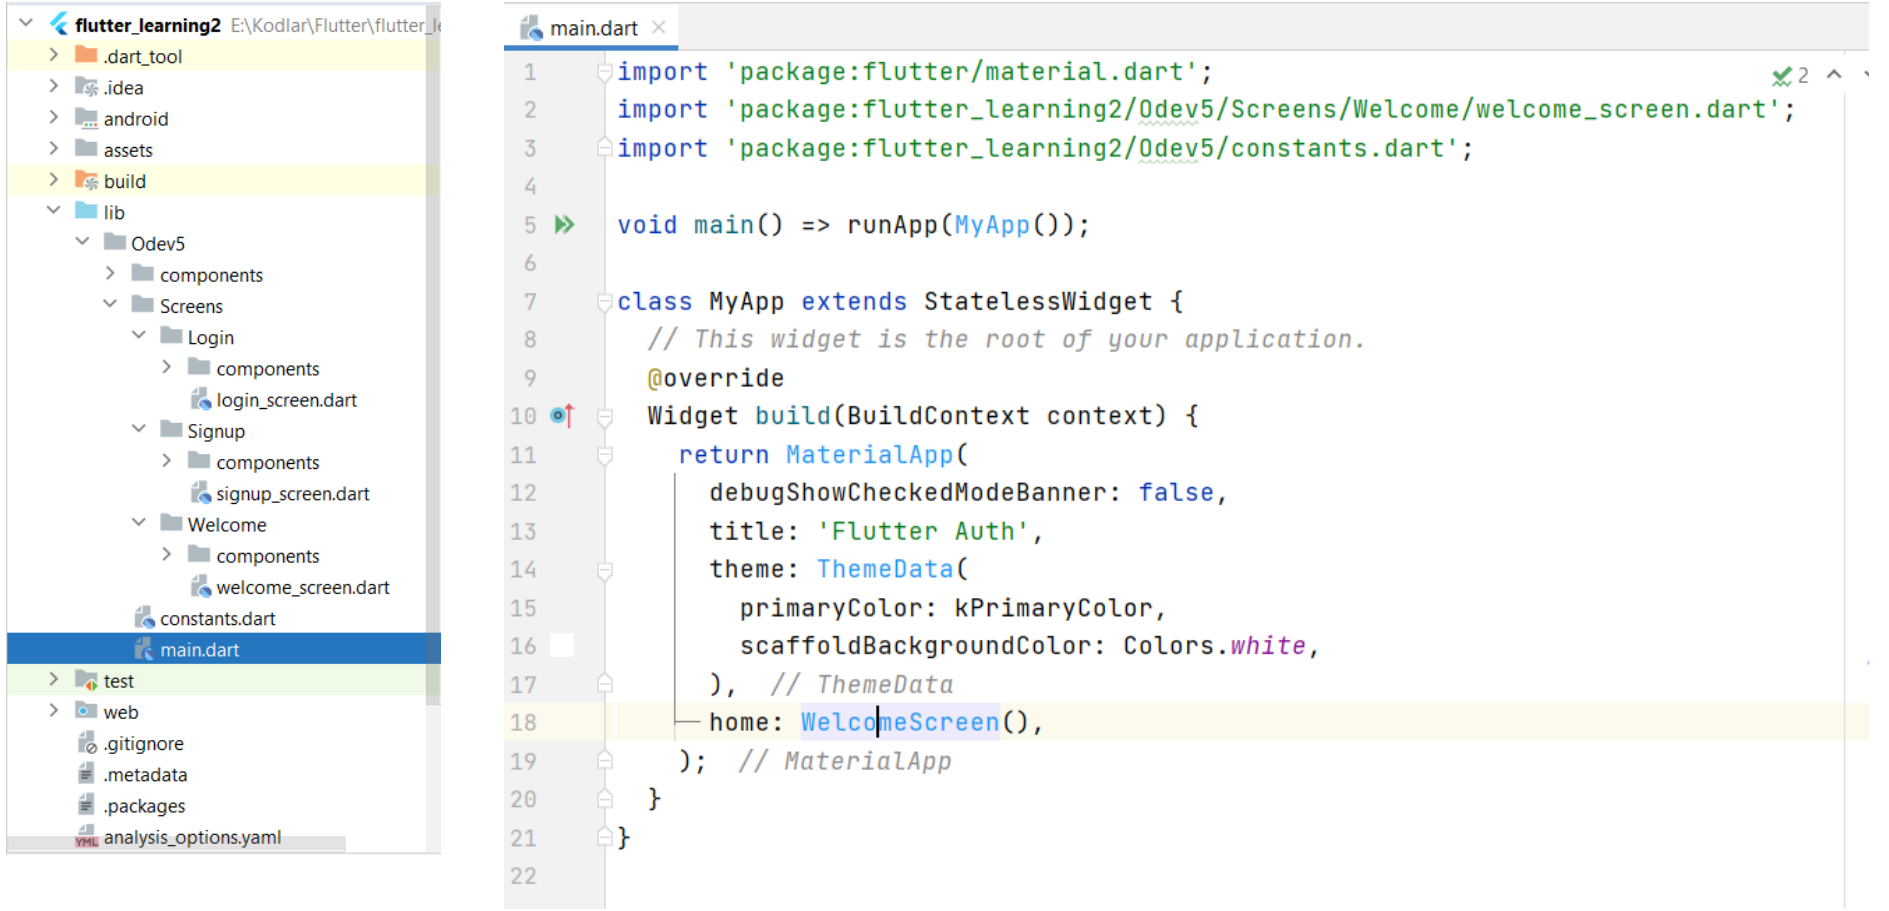 flutter_learning2 E:\Kodlar\Flutter\flutter_le
.dart_tool
.idea
android
assets
build
lib
Odev5
components
Screens
Login
components
login_screen.dart
Signup
components
signup_screen.dart
Welcome
components
welcome_screen.dart
constants.dart
main.dart
test
web
.gitignore
.metadata
.packages
YML analysis_options.yaml
main.dart
2
1 import 'package:flutter/material.dart';
2 import 'package:flutter_learning2/Odev5/Screens/Welcome/welcome_screen.dart';
3 import 'package:flutter_learning2/Odev5/constants.dart';
4
5 void main() => runApp(MyApp());
6
7 class MyApp extends StatelessWidget {
8 // This widget is the root of your application.
9 @override
10 Widget build(BuildContext context) {
11 return MaterialApp(
12 debugShowCheckedModeBanner: false,
13 title: 'Flutter Auth',
14 theme: ThemeData(
15 primaryColor: kPrimaryColor,
16 scaffoldBackgroundColor: Colors.white,
17 ), // ThemeData
18 home: WelcomeScreen(),
19 ); // MaterialApp
20 }
21 }
22